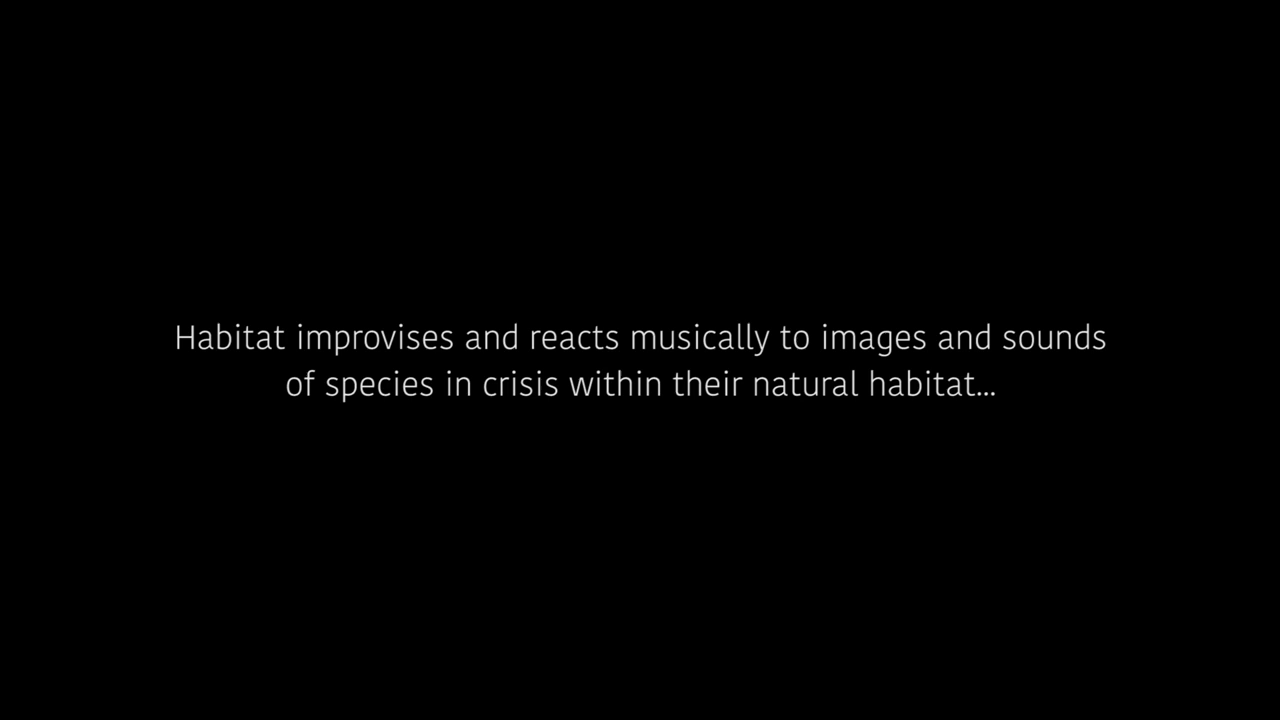 Habitat improvises and reacts musically to images and sounds
of species in crisis within their natural habitat...